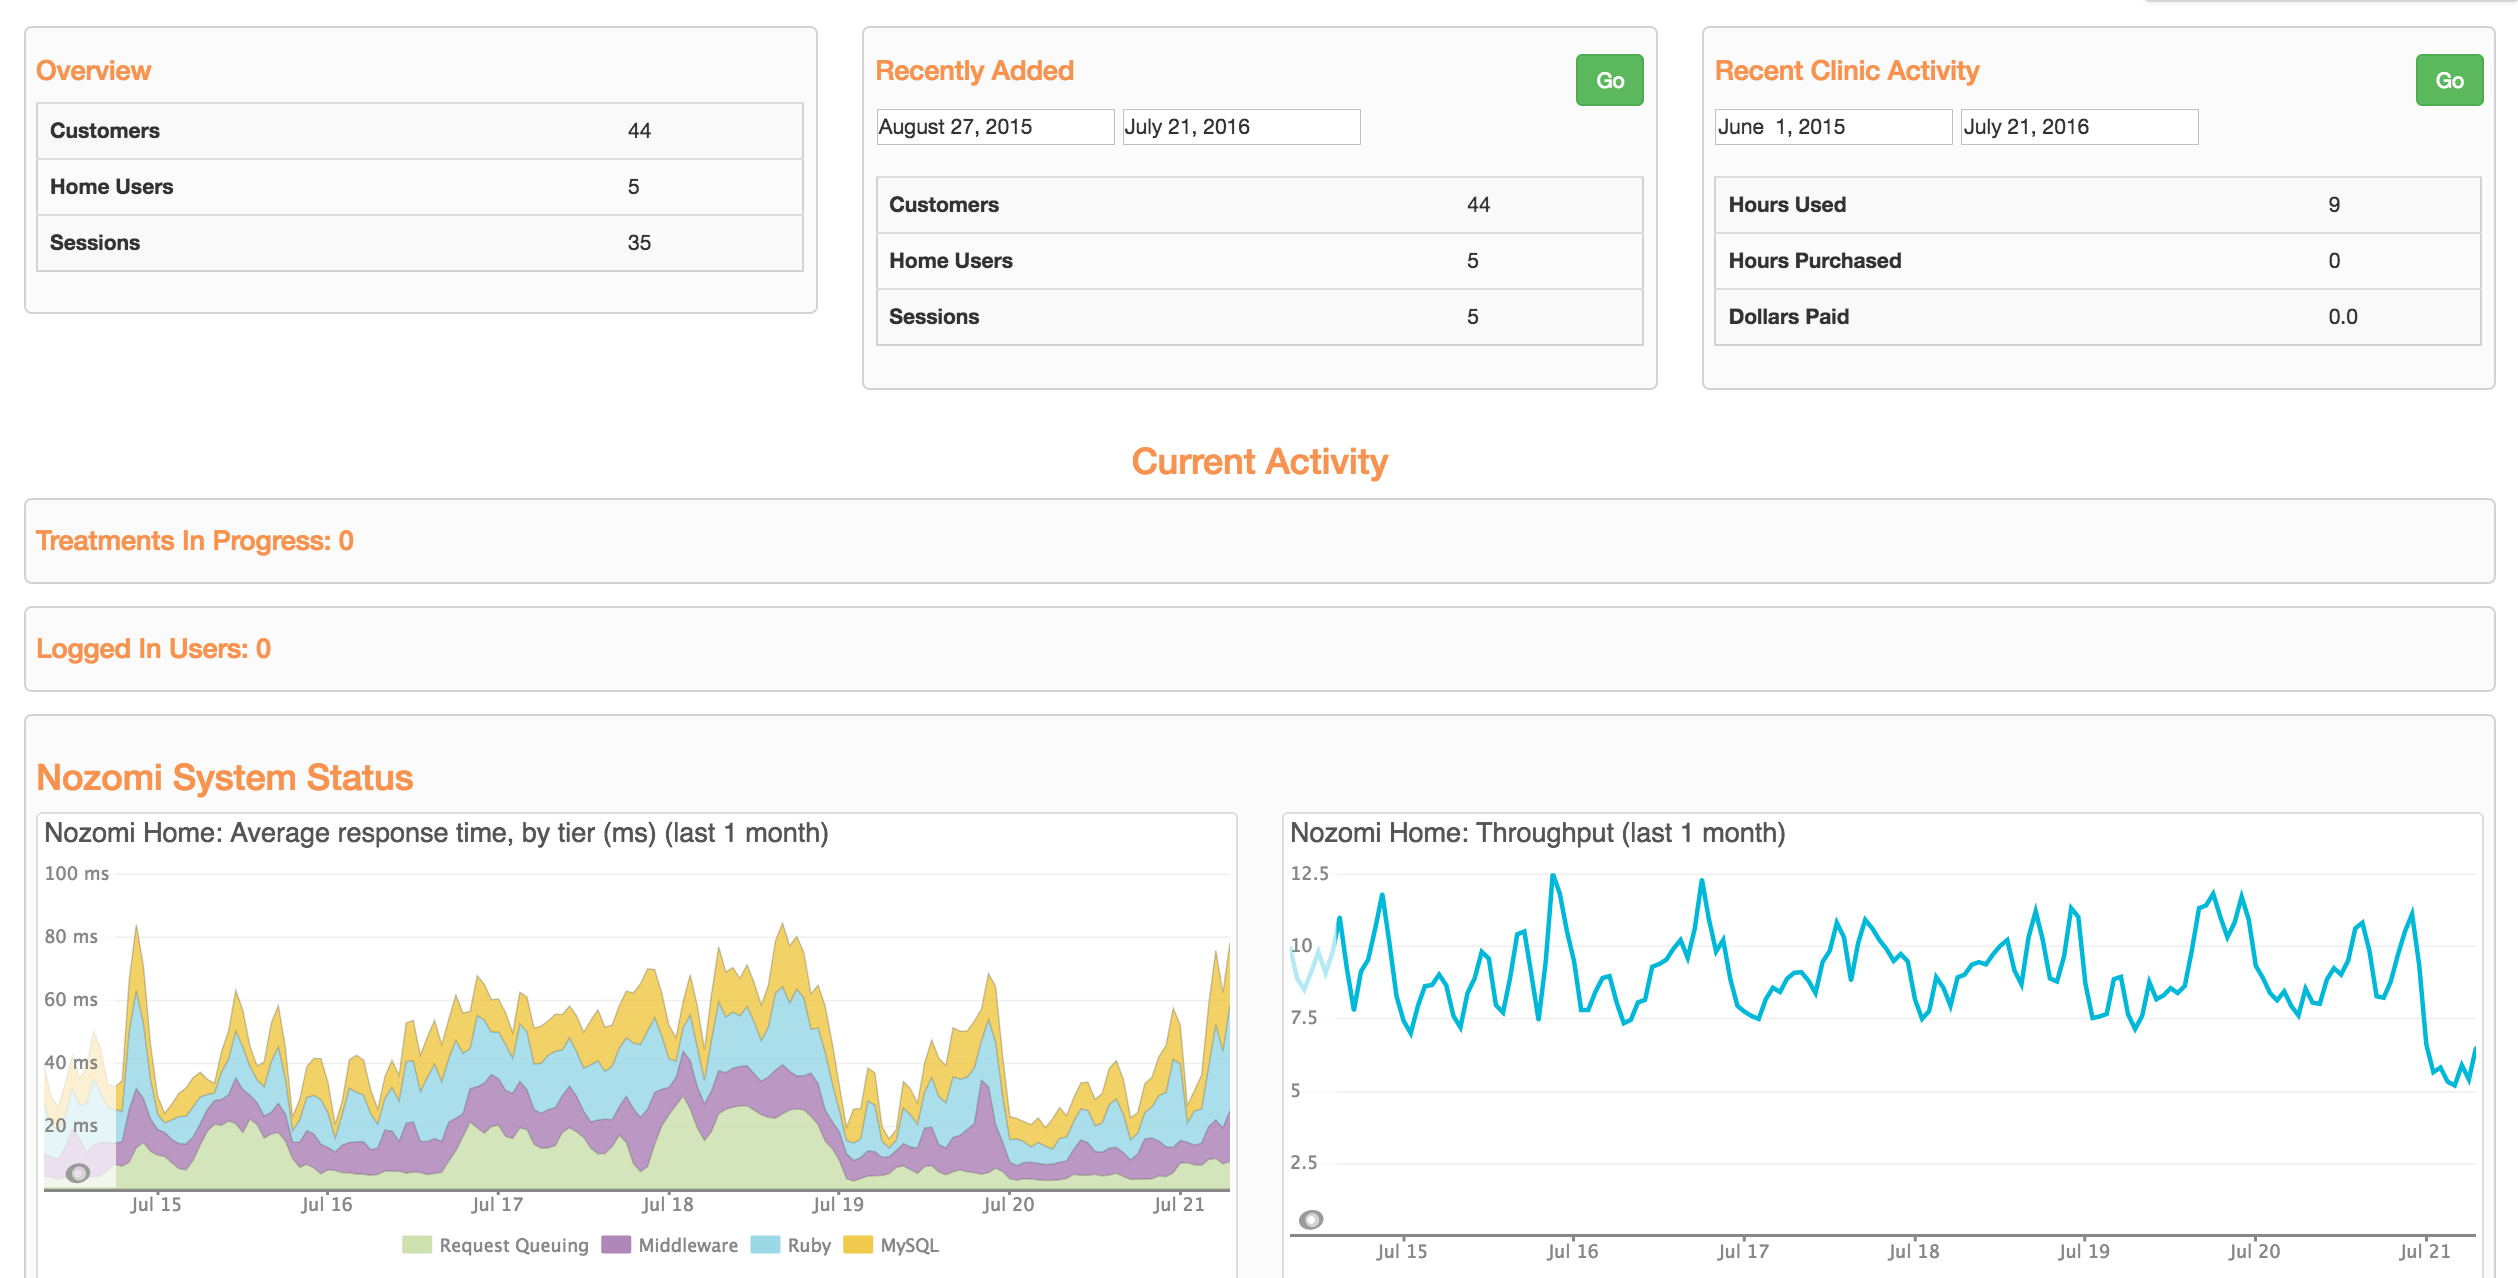 Overview
Customers 44
Home Users 5
Sessions 35
Recently Added
Go
August 27, 2015 July 21, 2016
Customers 44
Home Users 5
Sessions 5
Recent Clinic Activity
Go
June  1, 2015 July 21, 2016
Hours Used 9
Hours Purchased 0
Dollars Paid 0.0
Current Activity
Treatments In Progress: 0
Logged In Users: 0
Nozomi System Status
Nozomi Home: Average response time, by tier (ms) (last 1 month)
100 ms
80 ms
60 ms
40 ms
20 ms
Jul 15 Jul 16 Jul 17 Jul 18 Jul 19 Jul 20 Jul 21
Request Queuing Middleware Ruby MySQL
Nozomi Home: Throughput (last 1 month)
12.5
10
7.5
5
2.5
Jul 15 Jul 16 Jul 17 Jul 18 Jul 19 Jul 20 Jul 21